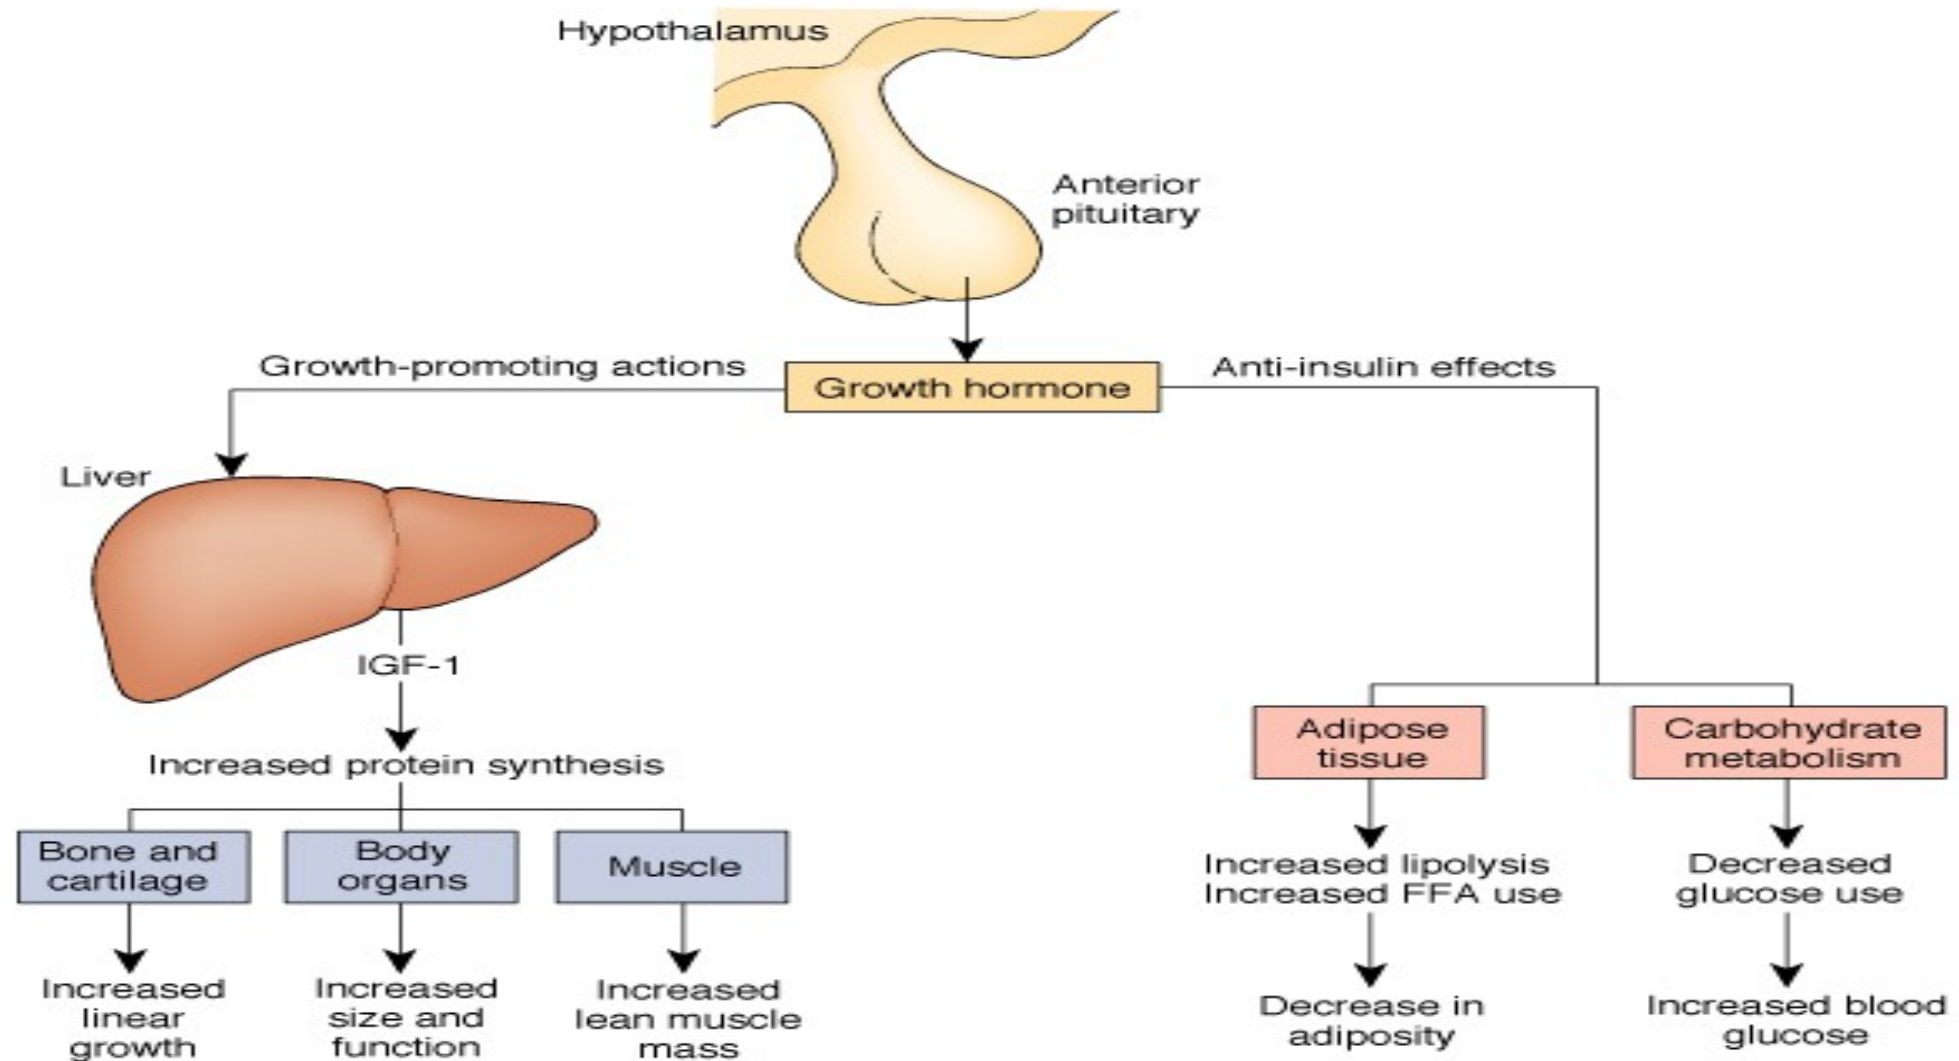 Hypothalamus
Anterior
pituitary
Growth-promoting actions
Growth hormone
Anti-insulin effects
Liver
IGF-1
Increased protein synthesis
Bone and
cartilage
Body
organs
Muscle
Increased
linear
growth
Increased
size and
function
Increased
lean muscle
mass
Adipose
tissue
Carbohydrate
metabolism
Increased lipolysis
Increased FFA use
Decreased
glucose use
Decrease in
adiposity
Increased blood
glucose